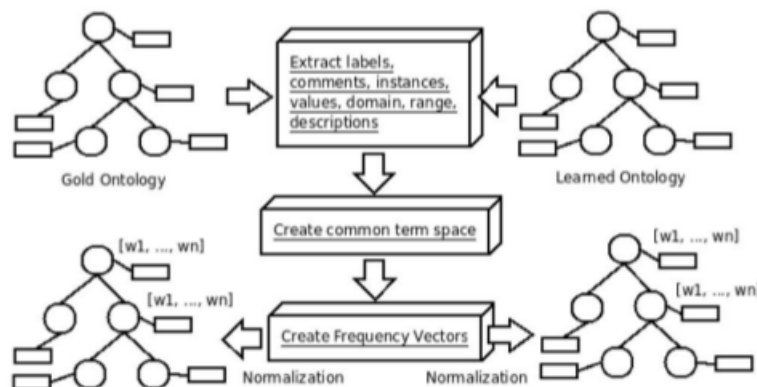 Extract labels,
comments, instances,
values, domain, range,
descriptions
Gold Ontology
Learned Ontology
Create common term space
[w1, ..., wn]
[w1, ..., wn]
[w1, ..., wn]
[w1, ..., wn]
Create Frequency Vectors
Normalization
Normalization